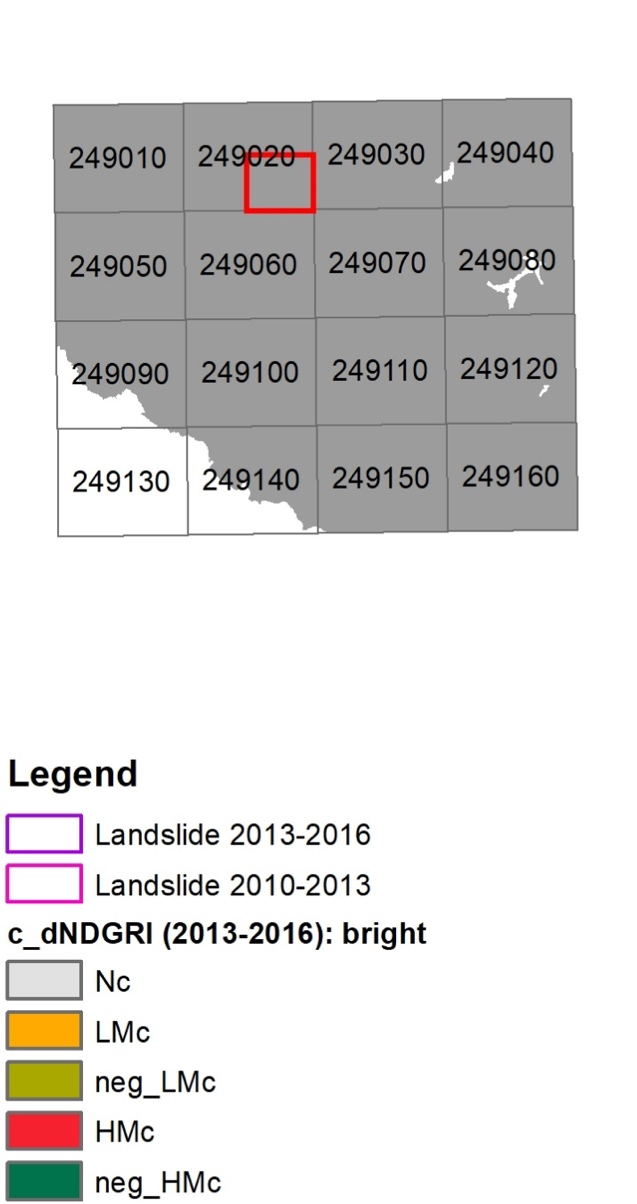 249010 249020 249030 249040
249050 249060 249070 249080
249090 249100 249110 249120
249130 249140 249150 249160
Legend
Landslide 2013-2016
Landslide 2010-2013
c_dNDGRI (2013-2016): bright
Nc
LMc
neg_LMc
HMc
neg_HMc